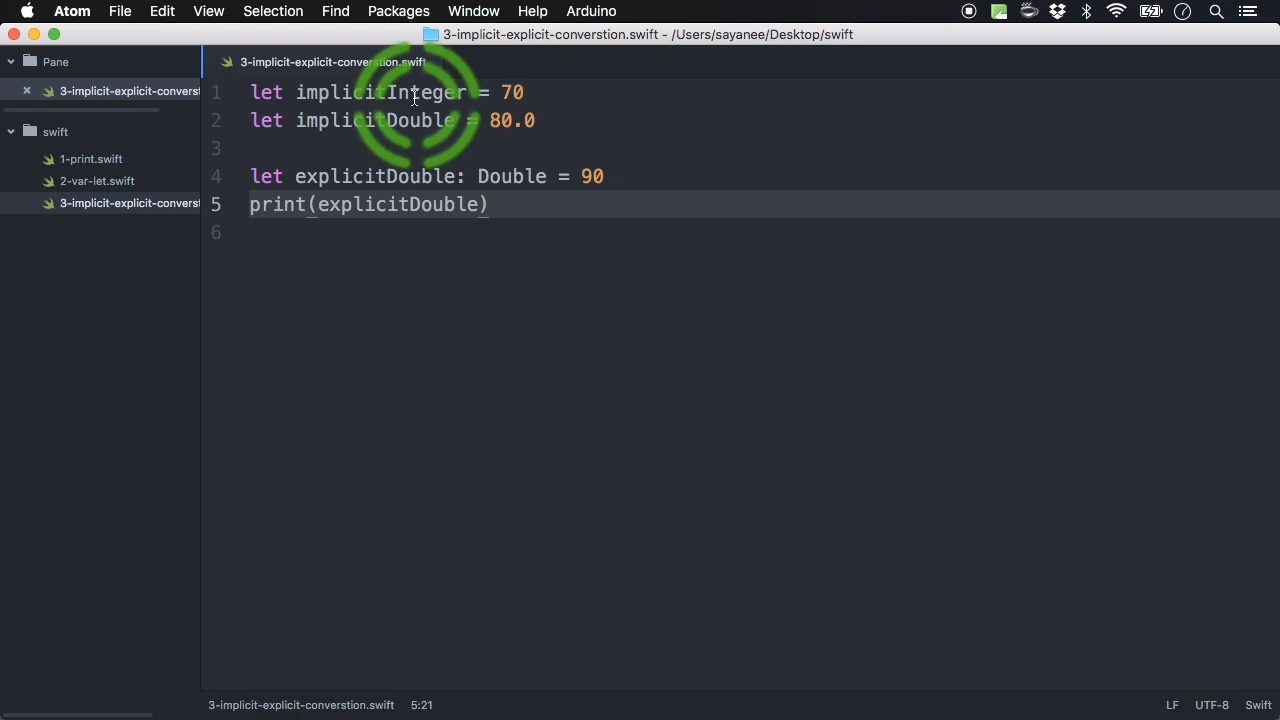 Atom File Edit View Selection Find Packages Window Help Arduino
3-implicit-explicit-converstion.swift - /Users/sayanee/Desktop/swift
Pane
3-implicit-explicit-converst
swift
1-print.swift
2-var-let.swift
3-implicit-explicit-converst
3-implicit-explicit-converstion.swift
1 let implicitInteger = 70
2 let implicitDouble = 80.0
3
4 let explicitDouble: Double = 90
5 print(explicitDouble)
6
3-implicit-explicit-converstion.swift 5:21 LF UTF-8 Swift